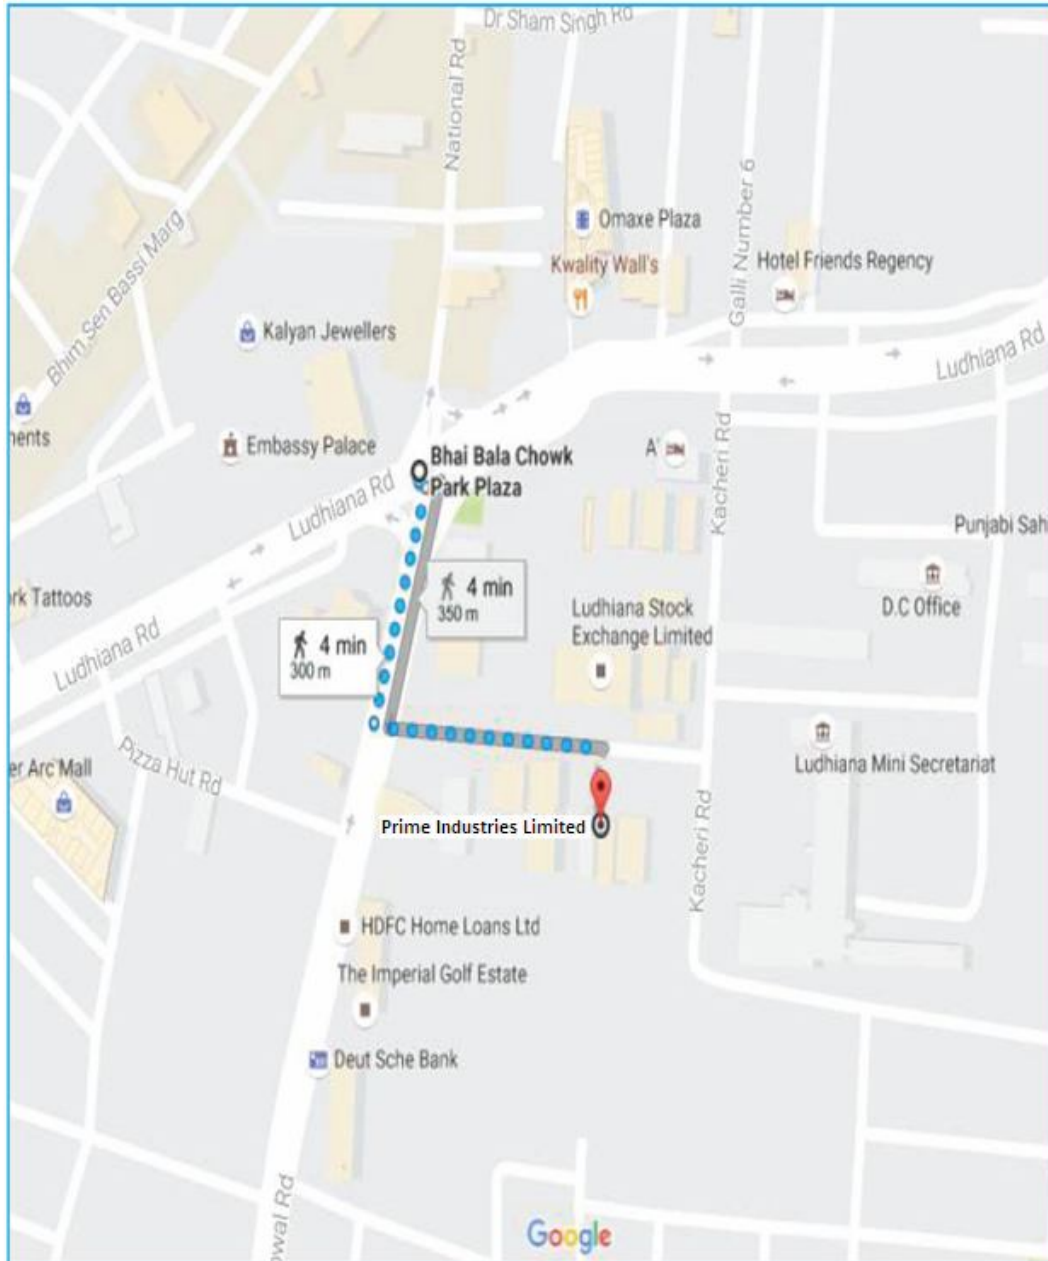 Dr Sham Singh Rd
National Rd
Omaxe Plaza
Galli Number 6
Bhim Sen Bassi Marg
Kwality Wall's
Hotel Friends Regency
Kalyan Jewellers
Ludhiana Rd
ents
Embassy Palace
Bhai Bala Chowk
Park Plaza
A'
Kacheri Rd
Ludhiana Rd
Punjabi Sah
4 min
350 m
rk Tattoos
Ludhiana Stock
Exchange Limited
D.C Office
4 min
300 m
Ludhiana Rd
Pizza Hut Rd
er Arc Mall
Ludhiana Mini Secretariat
Prime Industries Limited
Kacheri Rd
HDFC Home Loans Ltd
The Imperial Golf Estate
Deut Sche Bank
owal Rd
Google